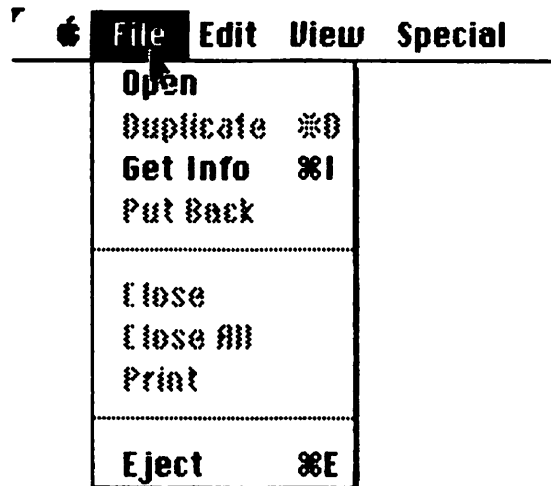 File Edit View Special
Open
Duplicate ⌘D
Get Info ⌘I
Put Back
Close
Close All
Print
Eject ⌘E